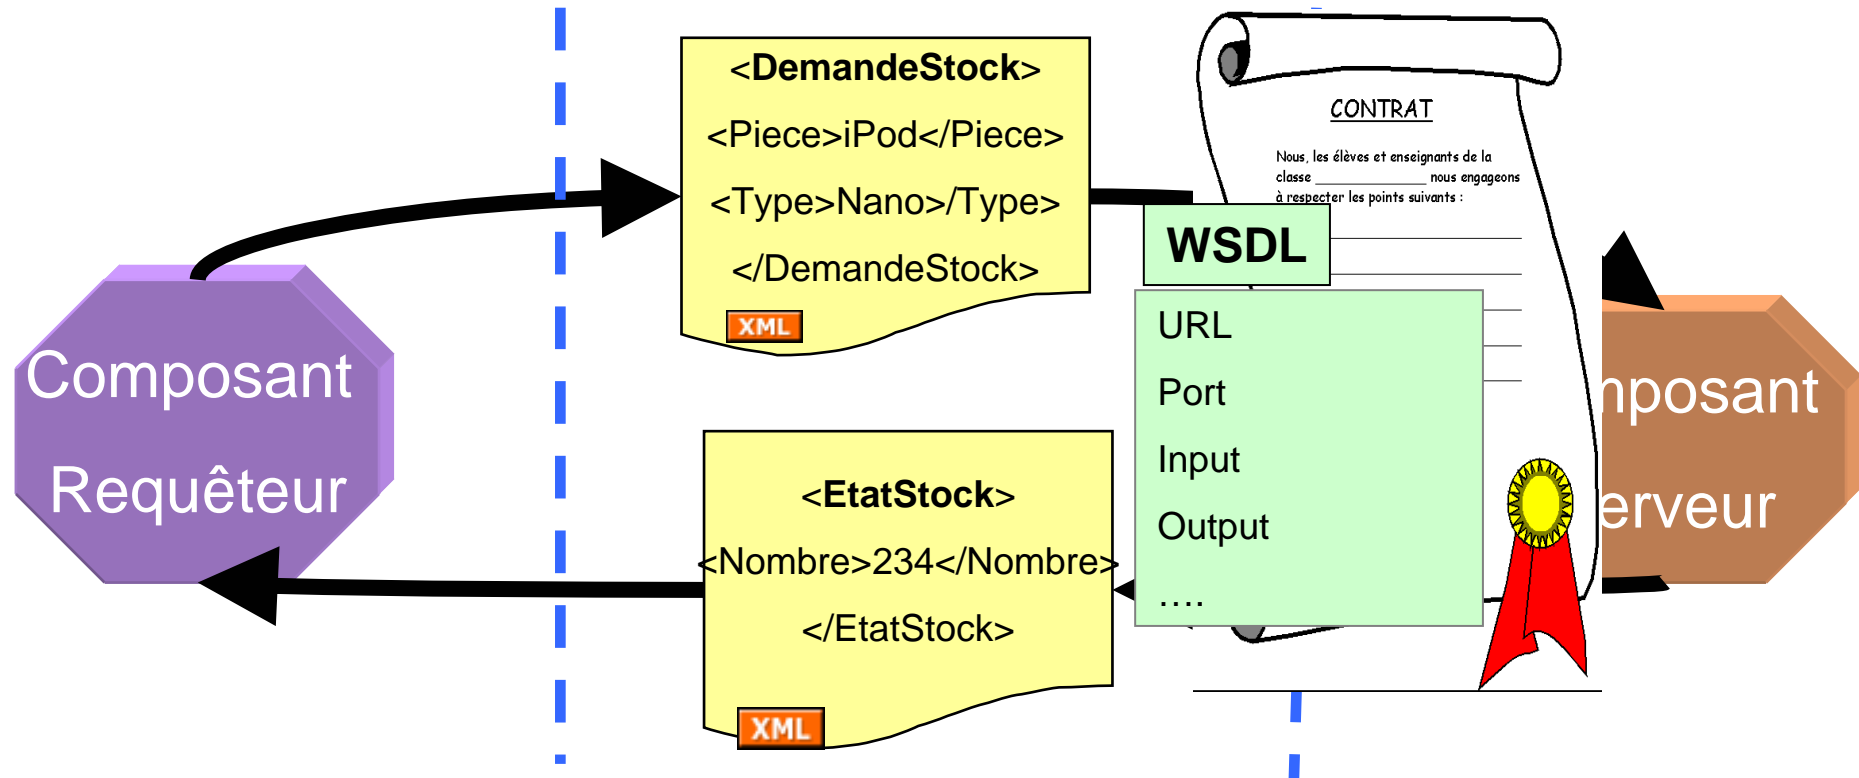 <DemandeStock>
<Piece>iPod</Piece>
<Type>Nano>/Type>
</DemandeStock>
XML
CONTRAT
Nous, les élèves et enseignants de la
classe ________________ nous engageons
à respecter les points suivants :
WSDL
URL
Port
Input
Output
....
Composant
Requêteur
mposant
erveur
<EtatStock>
<Nombre>234</Nombre>
</EtatStock>
XML